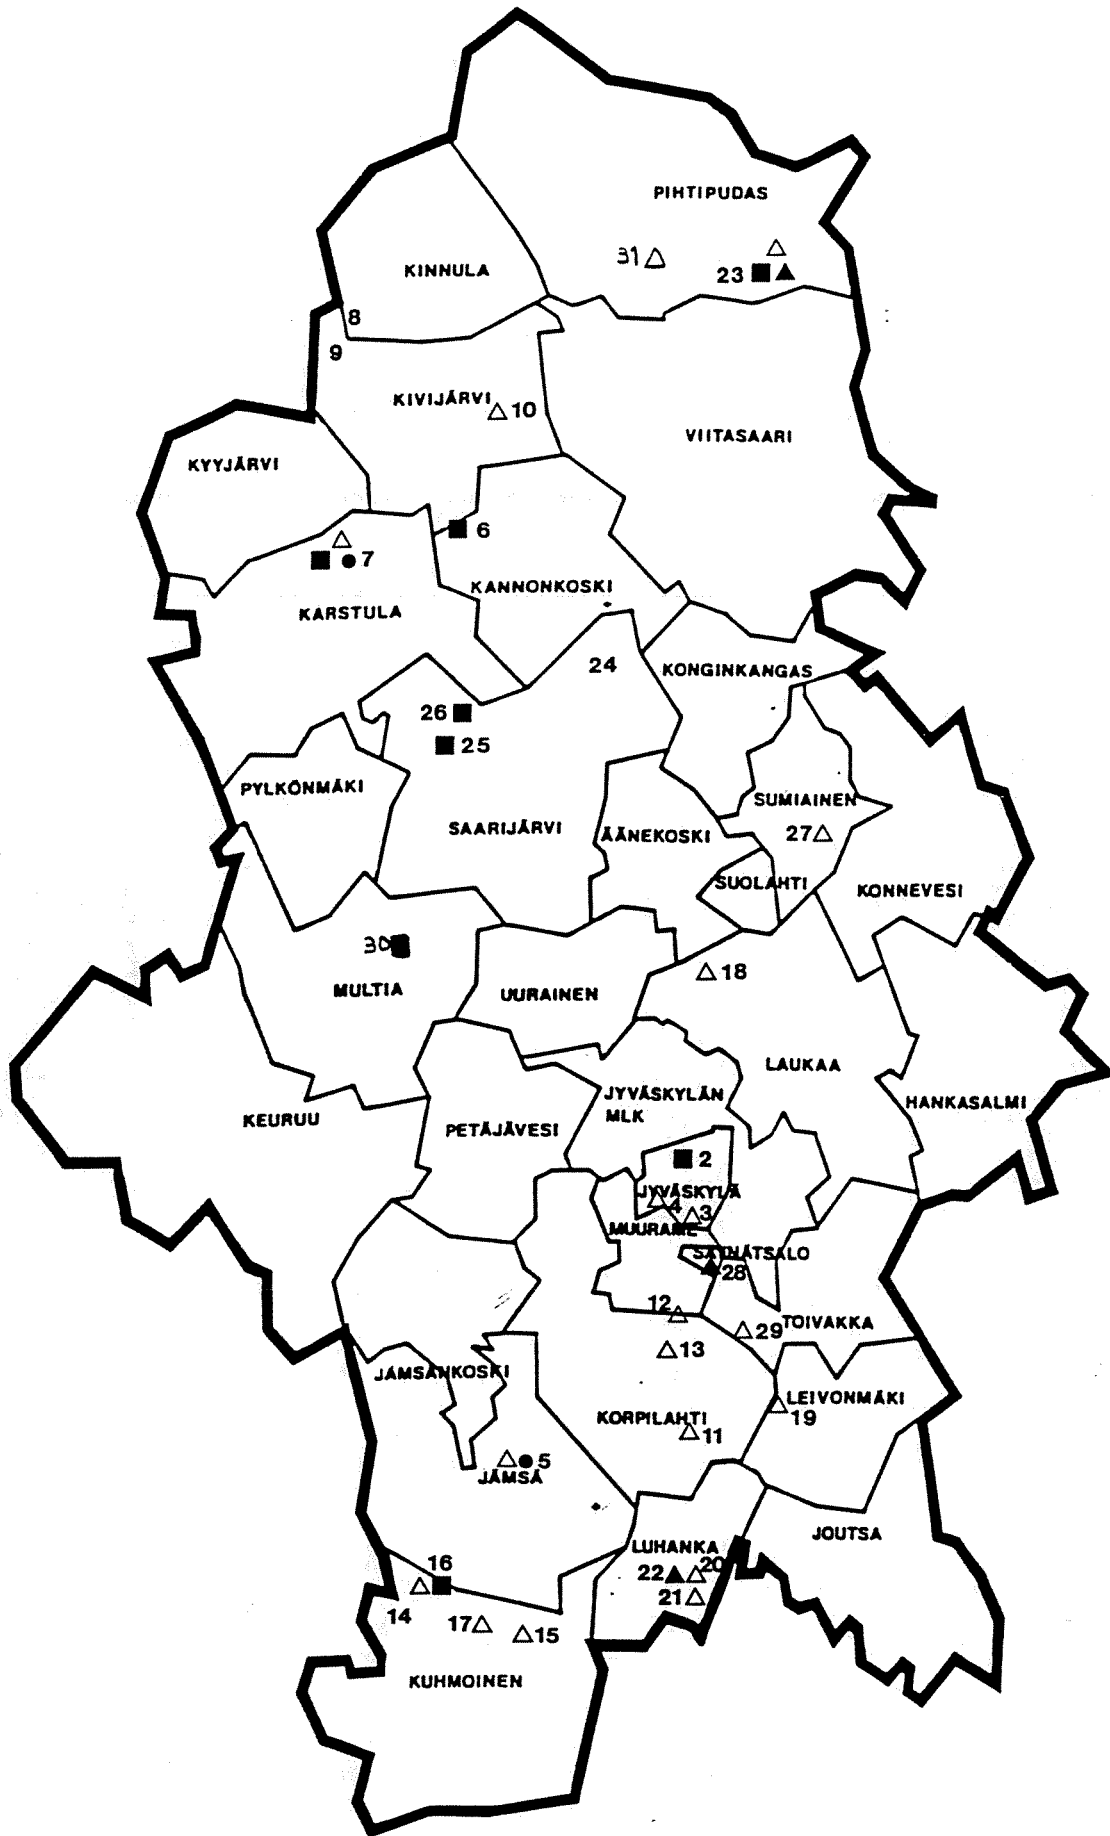 PIHTIPUDAS
31
23
KINNULA
8
9
KIVIJÄRVI
10
VIITASAARI
KYYJÄRVI
6
7
KANNONKOSKI
KARSTULA
24
KONGINKANGAS
26
25
PYLKÖNMÄKI
SUMIAINEN
SAARIJÄRVI
ÄÄNEKOSKI
27
SUOLAHTI
KONNEVESI
30
18
MULTIA
UURAINEN
LAUKAA
JYVÄSKYLÄN
MLK
HANKASALMI
KEURUU
PETÄJÄVESI
2
JYVÄSKYLÄ
4
3
MUURAME
SÄYNÄTSALO
28
12
TOIVAKKA
29
13
JÄMSÄNKOSKI
LEIVONMÄKI
19
KORPILAHTI
11
5
JÄMSÄ
JOUTSA
LUHANKA
16
22
20
21
14
17
15
KUHMOINEN